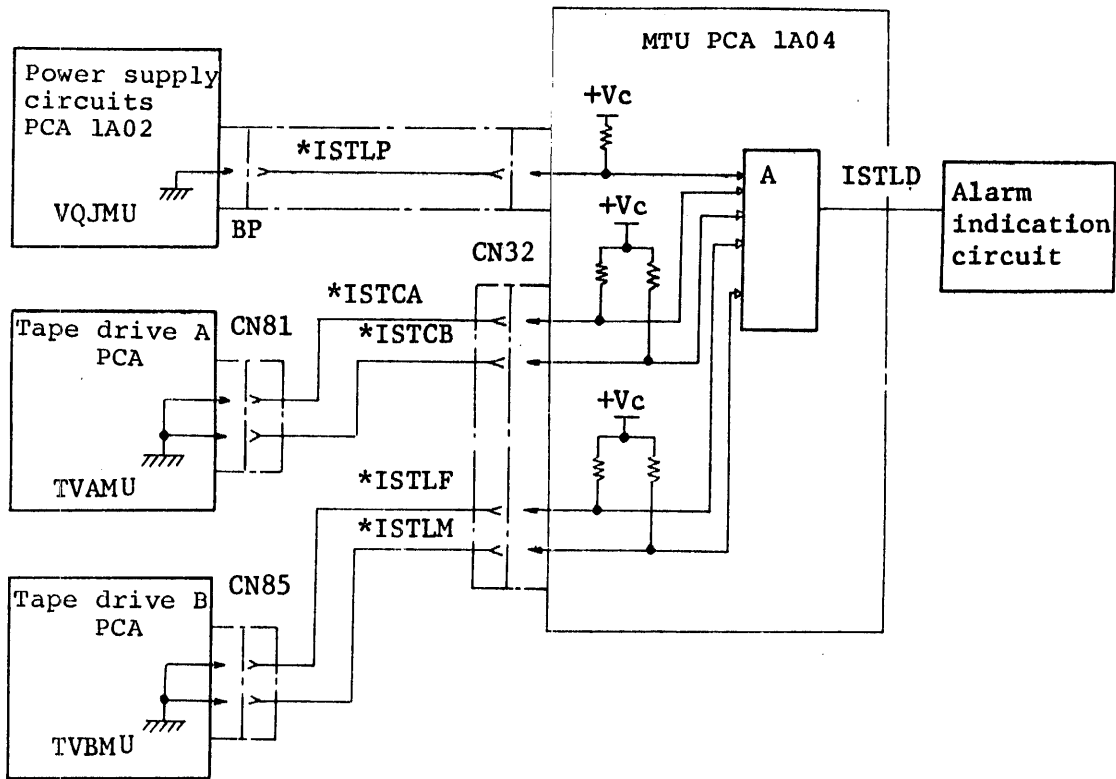 MTU PCA 1A04
Power supply
circuits
PCA 1A02
VQJMU
*ISTLP
BP
+Vc
A
ISTLD
Alarm
indication
circuit
+Vc
CN32
*ISTCA
*ISTCB
Tape drive A
PCA
CN81
TVAMU
+Vc
*ISTLF
*ISTLM
Tape drive B
PCA
CN85
TVBMU